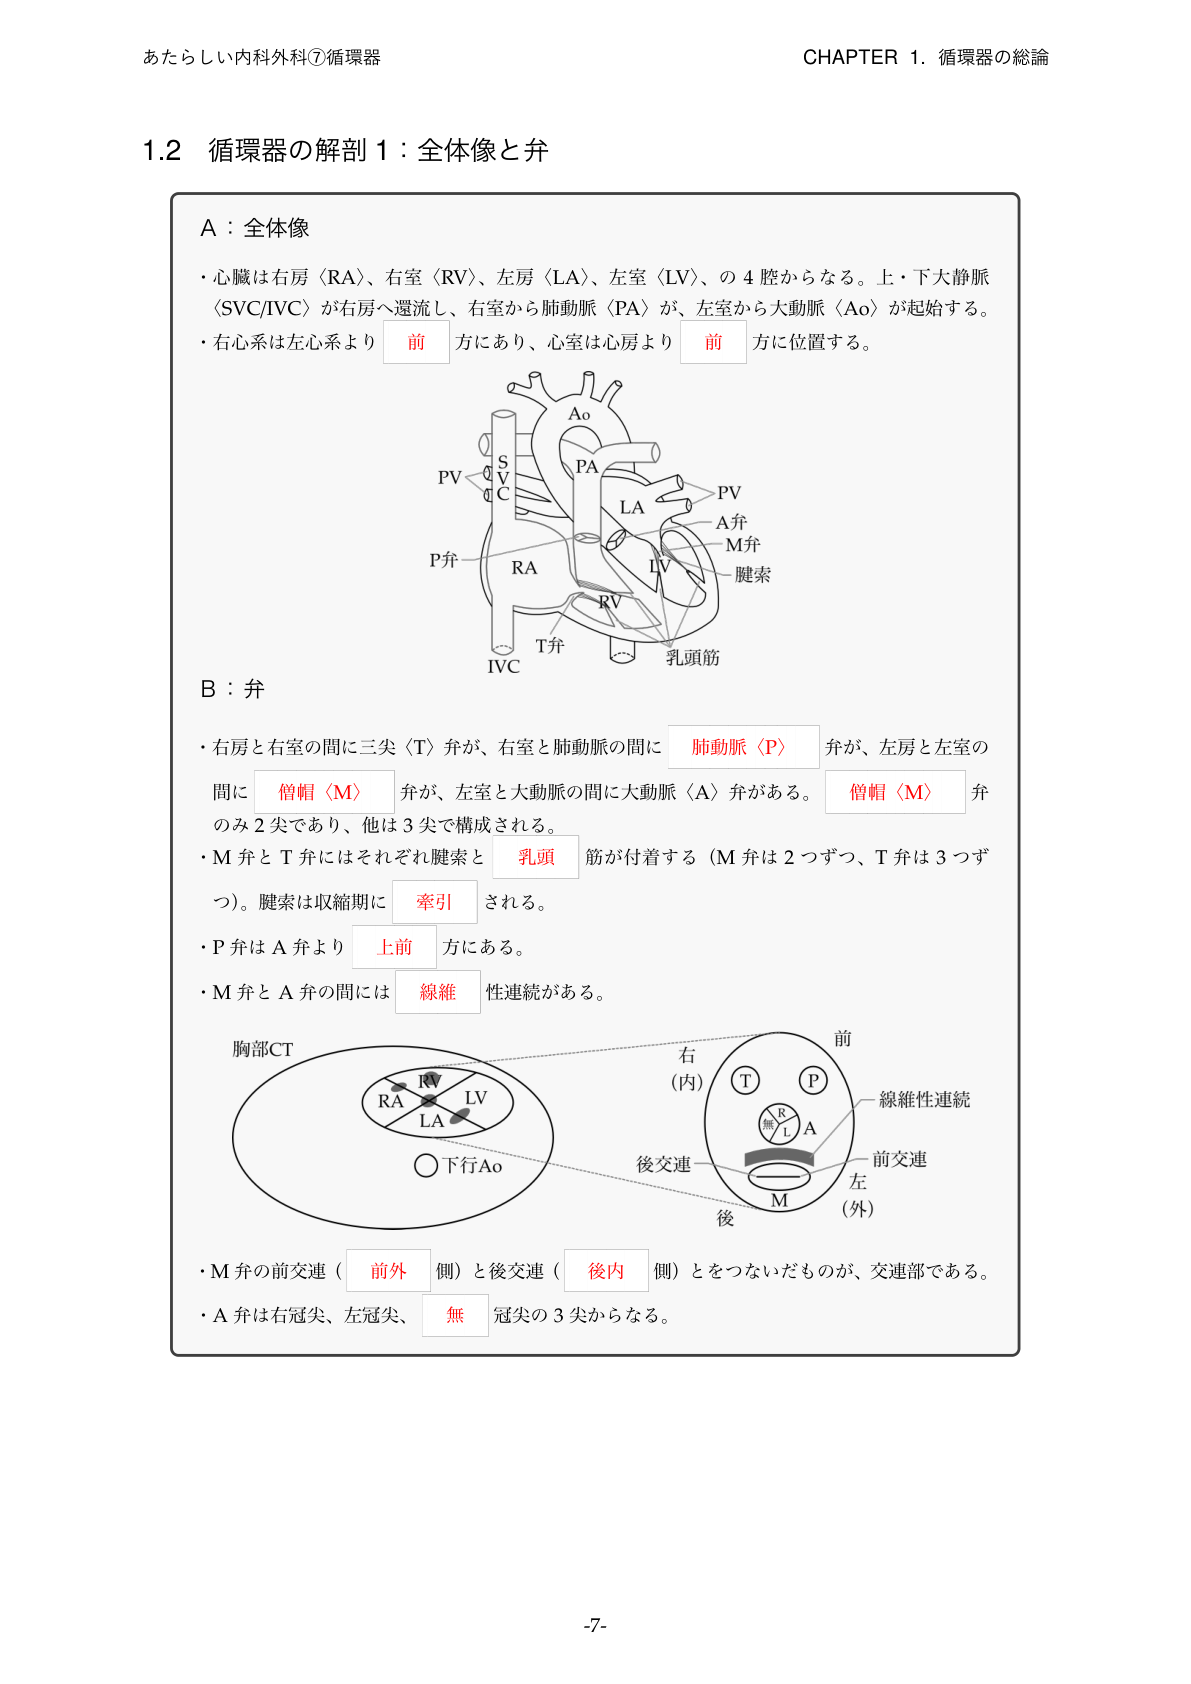 あたらしい内科外科⑦循環器 CHAPTER 1. 循環器の総論
1.2 循環器の解剖 1：全体像と弁
A：全体像
・心臓は右房〈RA〉、右室〈RV〉、左房〈LA〉、左室〈LV〉、の 4 腔からなる。上・下大静脈
〈SVC/IVC〉が右房へ還流し、右室から肺動脈〈PA〉が、左室から大動脈〈Ao〉が起始する。
・右心系は左心系より 前 方にあり、心室は心房より 前 方に位置する。
Ao
S
V
C
PA
PV
LA
PV
A弁
M弁
P弁
RA
LV
腱索
RV
T弁
乳頭筋
IVC
B：弁
・右房と右室の間に三尖〈T〉弁が、右室と肺動脈の間に 肺動脈〈P〉 弁が、左房と左室の
間に 僧帽〈M〉 弁が、左室と大動脈の間に大動脈〈A〉弁がある。 僧帽〈M〉 弁
のみ 2 尖であり、他は 3 尖で構成される。
・M 弁と T 弁にはそれぞれ腱索と 乳頭 筋が付着する（M 弁は 2 つずつ、T 弁は 3 つず
つ）。腱索は収縮期に 牽引 される。
・P 弁は A 弁より 上前 方にある。
・M 弁と A 弁の間には 線維 性連続がある。
胸部CT
RV
RA
LV
LA
下行Ao
前
右
（内）
T
P
線維性連続
R
無
L
A
後交連
前交連
左
（外）
M
後
・M 弁の前交連（ 前外 側）と後交連（ 後内 側）とをつないだものが、交連部である。
・A 弁は右冠尖、左冠尖、 無 冠尖の 3 尖からなる。
-7-